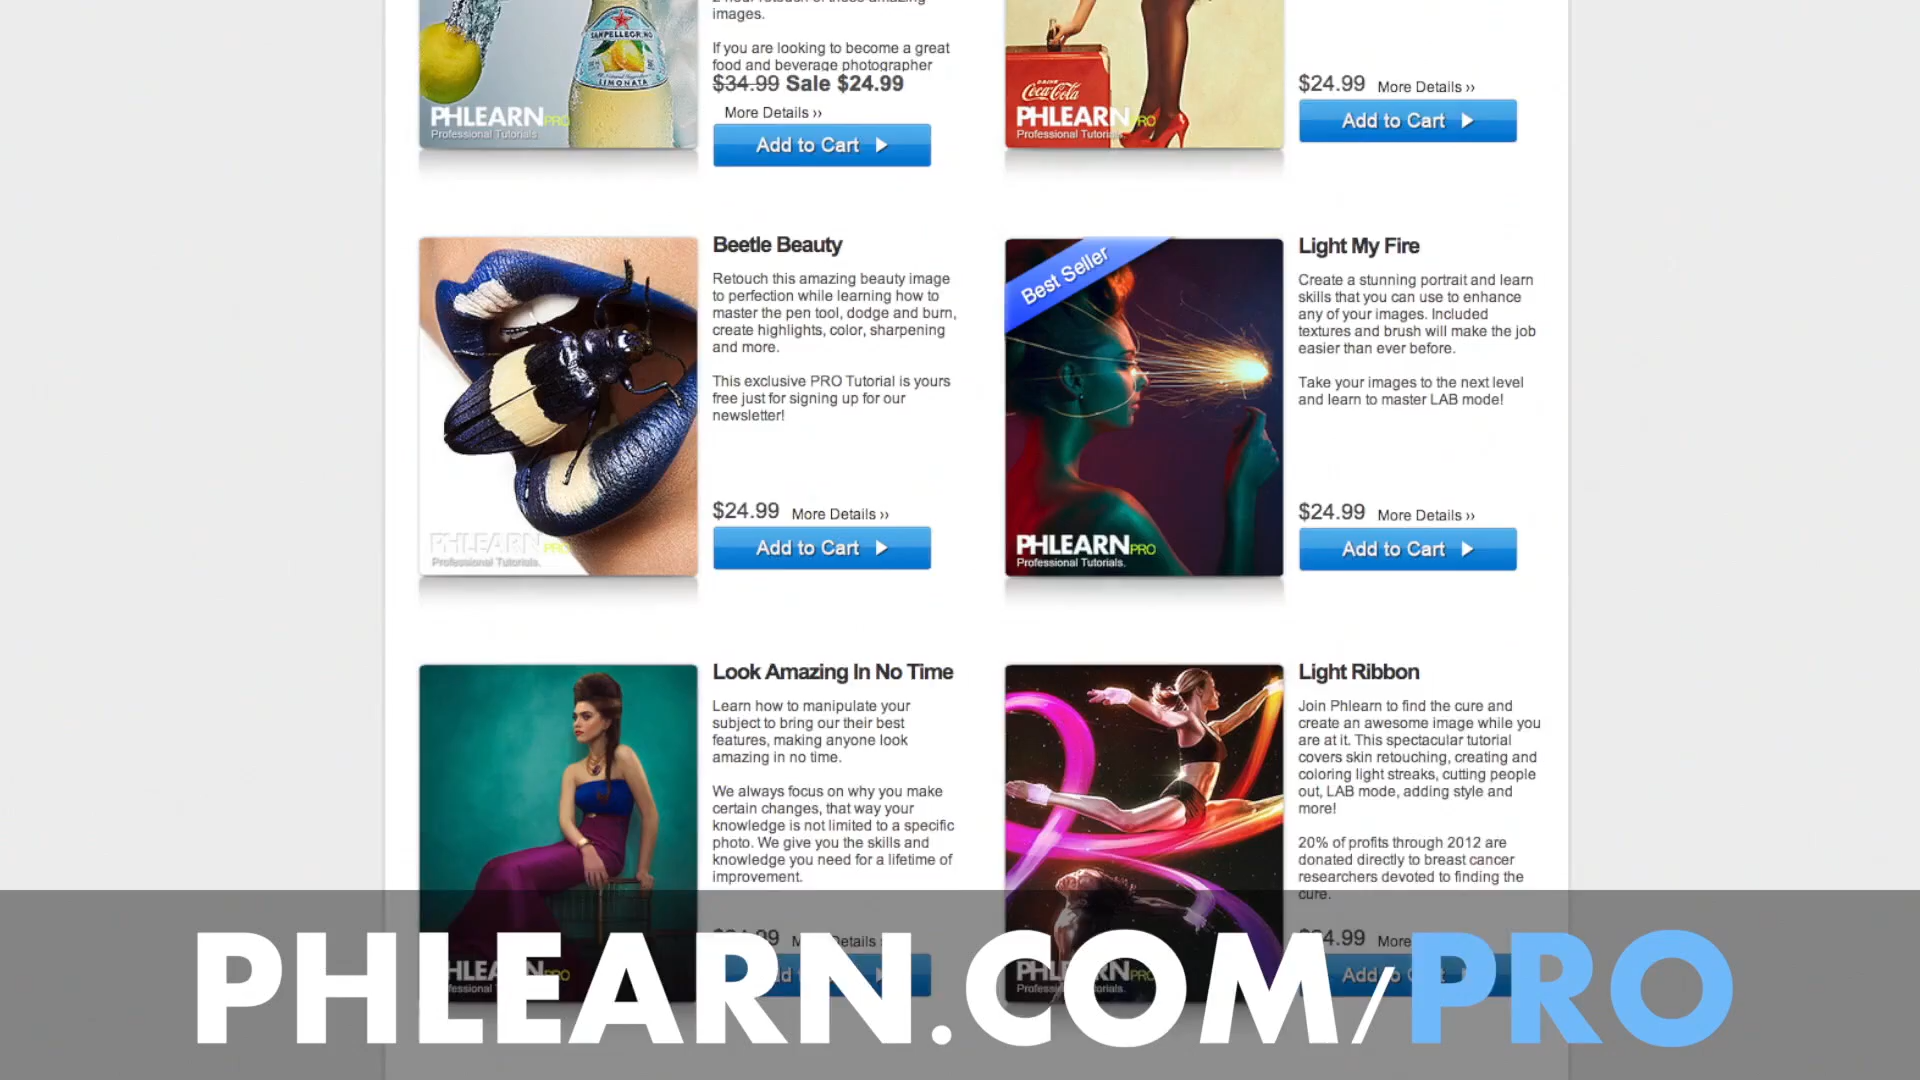 images.
If you are looking to become a great
food and beverage photographer
$34.99 Sale $24.99
More Details ››
Add to Cart
SANPELLEGRINO
LIMONATA
PHLEARN PRO
Professional Tutorials.
DRINK
Coca-Cola
PHLEARN PRO
Professional Tutorials.
$24.99 More Details ››
Add to Cart
Beetle Beauty
Retouch this amazing beauty image
to perfection while learning how to
master the pen tool, dodge and burn,
create highlights, color, sharpening
and more.
This exclusive PRO Tutorial is yours
free just for signing up for our
newsletter!
$24.99 More Details ››
Add to Cart
PHLEARN PRO
Professional Tutorials.
Best Seller
PHLEARN PRO
Professional Tutorials.
Light My Fire
Create a stunning portrait and learn
skills that you can use to enhance
any of your images. Included
textures and brush will make the job
easier than ever before.
Take your images to the next level
and learn to master LAB mode!
$24.99 More Details ››
Add to Cart
Look Amazing In No Time
Learn how to manipulate your
subject to bring our their best
features, making anyone look
amazing in no time.
We always focus on why you make
certain changes, that way your
knowledge is not limited to a specific
photo. We give you the skills and
knowledge you need for a lifetime of
improvement.
Light Ribbon
Join Phlearn to find the cure and
create an awesome image while you
are at it. This spectacular tutorial
covers skin retouching, creating and
coloring light streaks, cutting people
out, LAB mode, adding style and
more!
20% of profits through 2012 are
donated directly to breast cancer
researchers devoted to finding the
cure.
PHLEARN.COM/PRO